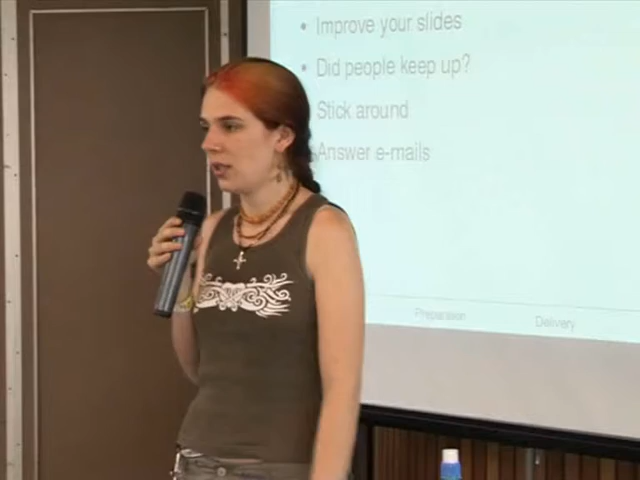 • Improve your slides
• Did people keep up?
Stick around
Answer e-mails
Preparation
Delivery